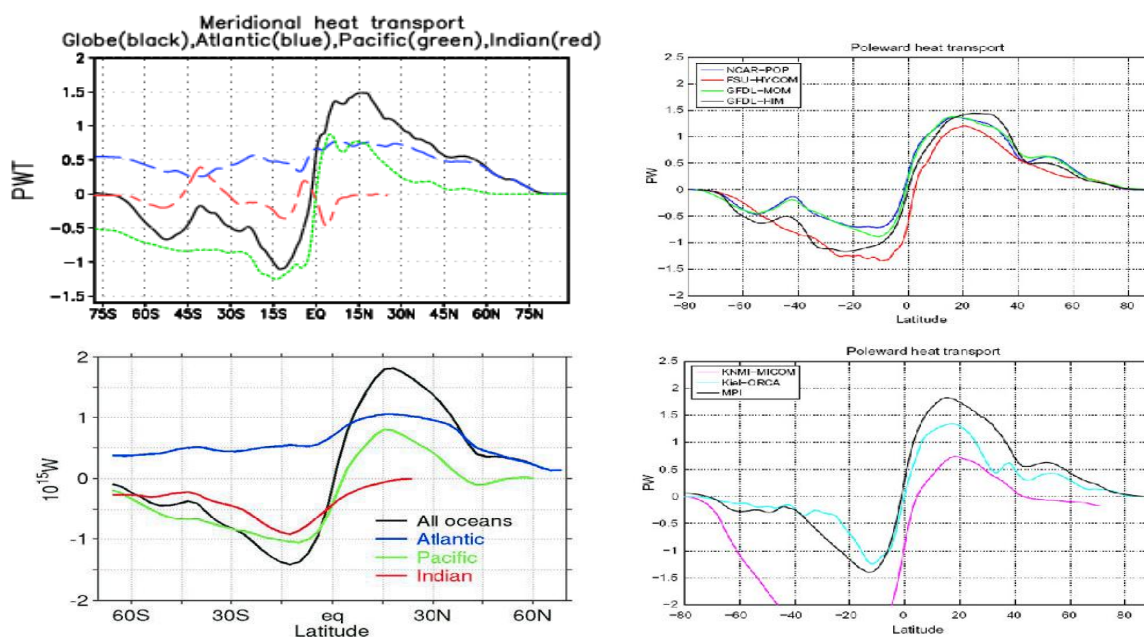 Meridional heat transport
Globe(black),Atlantic(blue),Pacific(green),Indian(red)
PWT
2
1.5
1
0.5
0
-0.5
-1
-1.5
75S 60S 45S 30S 15S EQ 15N 30N 45N 60N 75N
Poleward heat transport
NCAR-POP
FSU-HYCOM
GFDL-MOM
GFDL-HIM
PW
2.5
2
1.5
1
0.5
0
-0.5
-1
-1.5
-2
-80 -60 -40 -20 0 20 40 60 80
Latitude
10¹⁵W
2
1
0
-1
-2
All oceans
Atlantic
Pacific
Indian
60S 30S eq 30N 60N
Latitude
Poleward heat transport
KNMI-MICOM
Kiel-ORCA
MPI
PW
2.5
2
1.5
1
0.5
0
-0.5
-1
-1.5
-2
-80 -60 -40 -20 0 20 40 60 80
Latitude